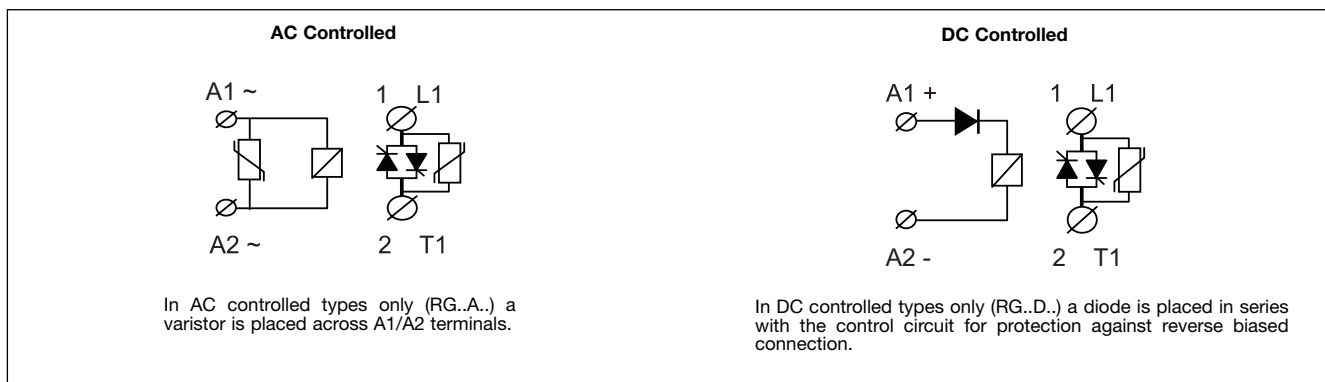 AC Controlled
A1 ~
1 L1
A2 ~
2 T1
In AC controlled types only (RG..A..) a
varistor is placed across A1/A2 terminals.
DC Controlled
A1 +
1 L1
A2 -
2 T1
In DC controlled types only (RG..D..) a diode is placed in series
with the control circuit for protection against reverse biased
connection.